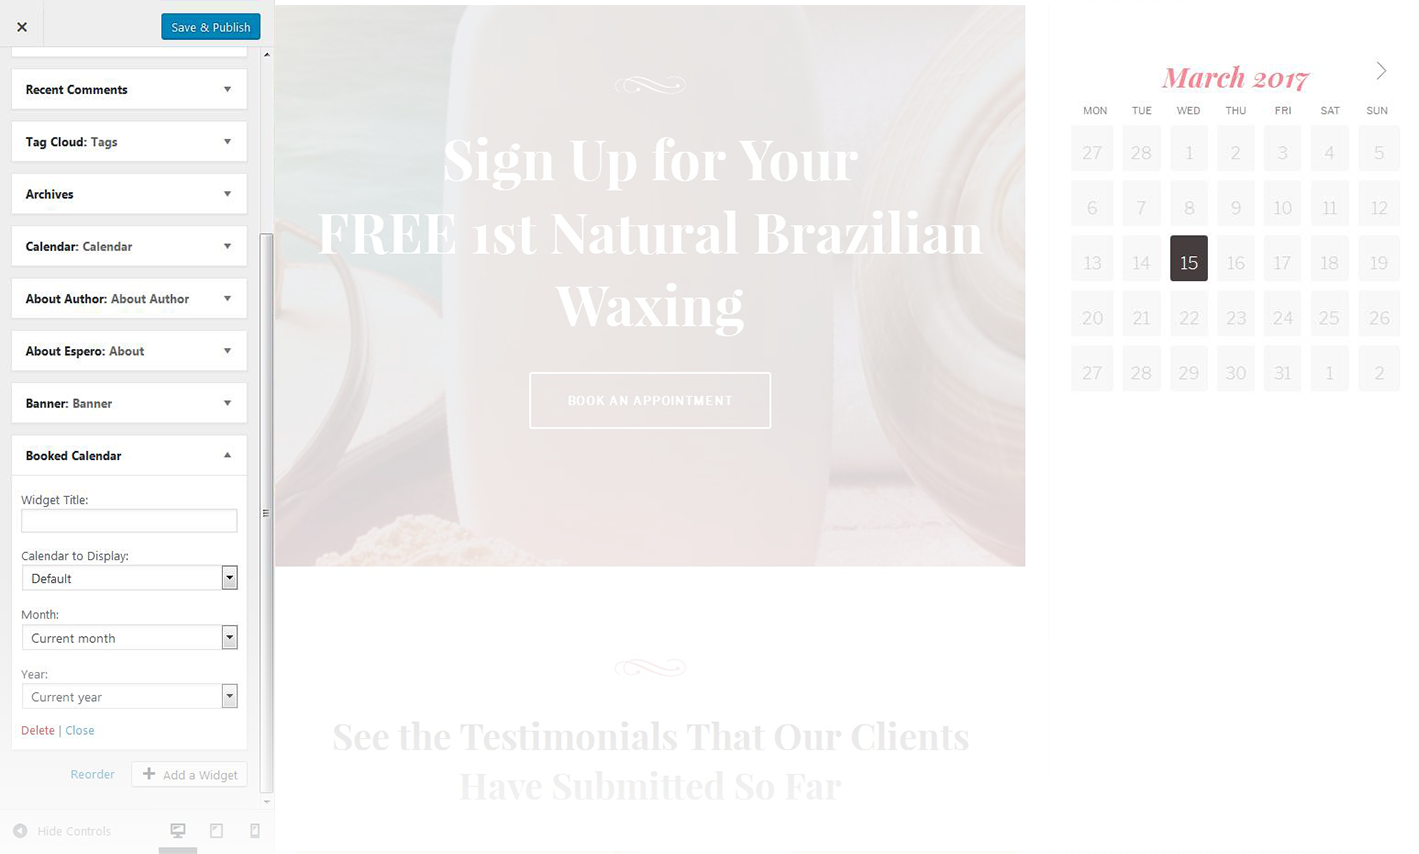 Save & Publish
Recent Comments
Tag Cloud: Tags
Archives
Calendar: Calendar
About Author: About Author
About Espero: About
Banner: Banner
Booked Calendar
Widget Title:
Calendar to Display:
Default
Month:
Current month
Year:
Current year
Delete | Close
Reorder
Add a Widget
Hide Controls
Sign Up for Your
FREE 1st Natural Brazilian
Waxing
BOOK AN APPOINTMENT
See the Testimonials That Our Clients
Have Submitted So Far
March 2017
MON TUE WED THU FRI SAT SUN
27 28 1 2 3 4 5
6 7 8 9 10 11 12
13 14 15 16 17 18 19
20 21 22 23 24 25 26
27 28 29 30 31 1 2